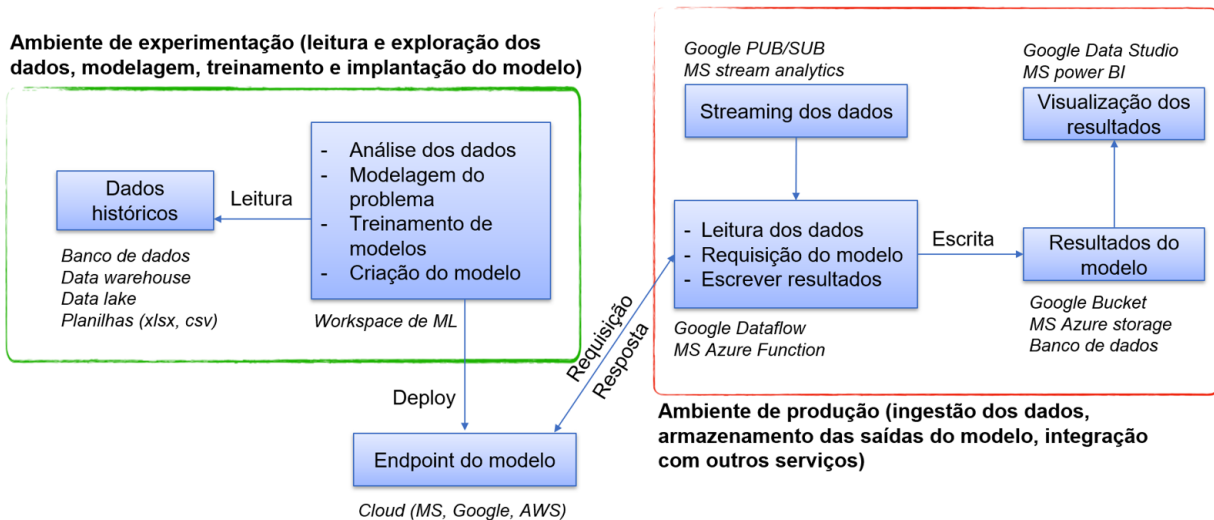 Ambiente de experimentação (leitura e exploração dos
dados, modelagem, treinamento e implantação do modelo)
Dados
históricos
Leitura
Banco de dados
Data warehouse
Data lake
Planilhas (xlsx, csv)
- Análise dos dados
- Modelagem do
problema
- Treinamento de
modelos
- Criação do modelo
Workspace de ML
Deploy
Endpoint do modelo
Cloud (MS, Google, AWS)
Requisição
Resposta
Google PUB/SUB
MS stream analytics
Streaming dos dados
- Leitura dos dados
- Requisição do modelo
- Escrever resultados
Google Dataflow
MS Azure Function
Escrita
Google Data Studio
MS power BI
Visualização dos
resultados
Resultados do
modelo
Google Bucket
MS Azure storage
Banco de dados
Ambiente de produção (ingestão dos dados,
armazenamento das saídas do modelo, integração
com outros serviços)